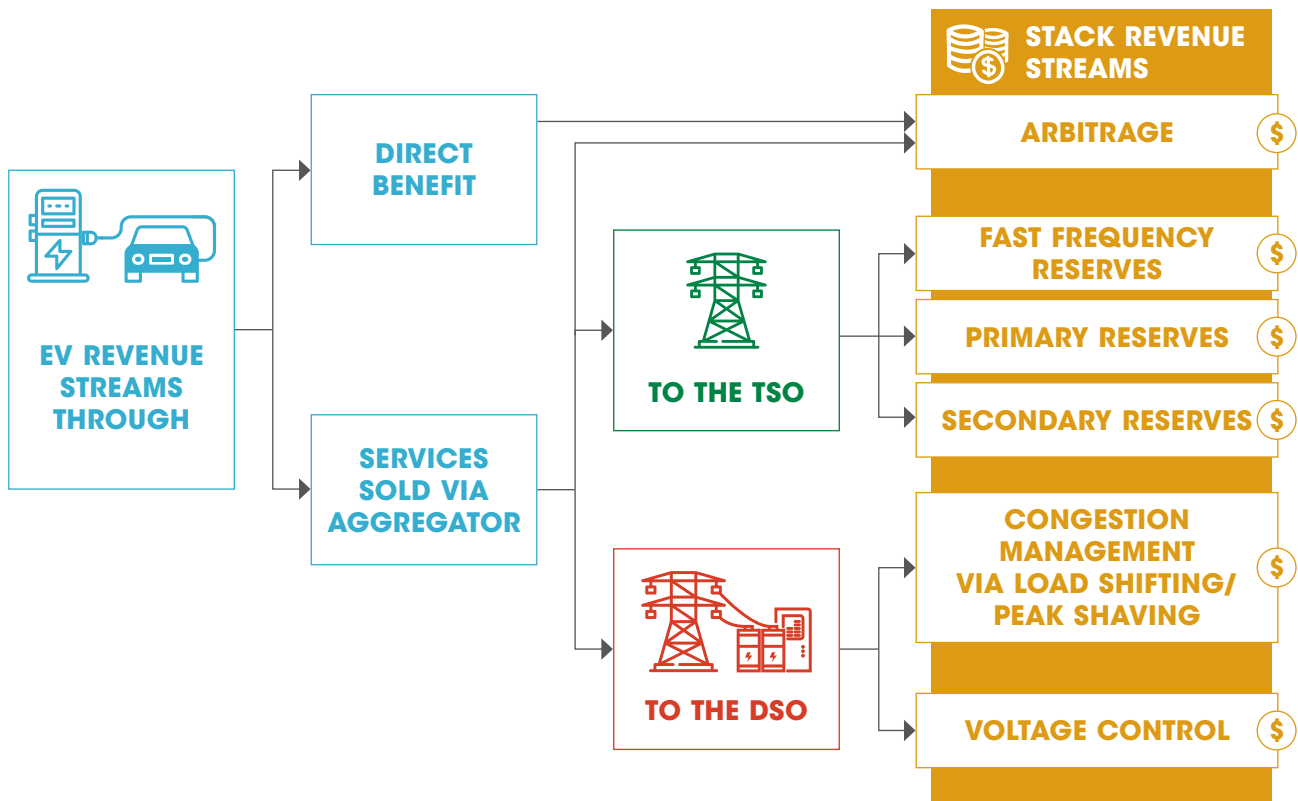 STACK REVENUE
STREAMS
$
ARBITRAGE
$
DIRECT
BENEFIT
EV REVENUE
STREAMS
THROUGH
SERVICES
SOLD VIA
AGGREGATOR
TO THE TSO
FAST FREQUENCY
RESERVES
$
PRIMARY RESERVES
$
SECONDARY RESERVES
$
TO THE DSO
CONGESTION
MANAGEMENT
VIA LOAD SHIFTING/
PEAK SHAVING
$
VOLTAGE CONTROL
$